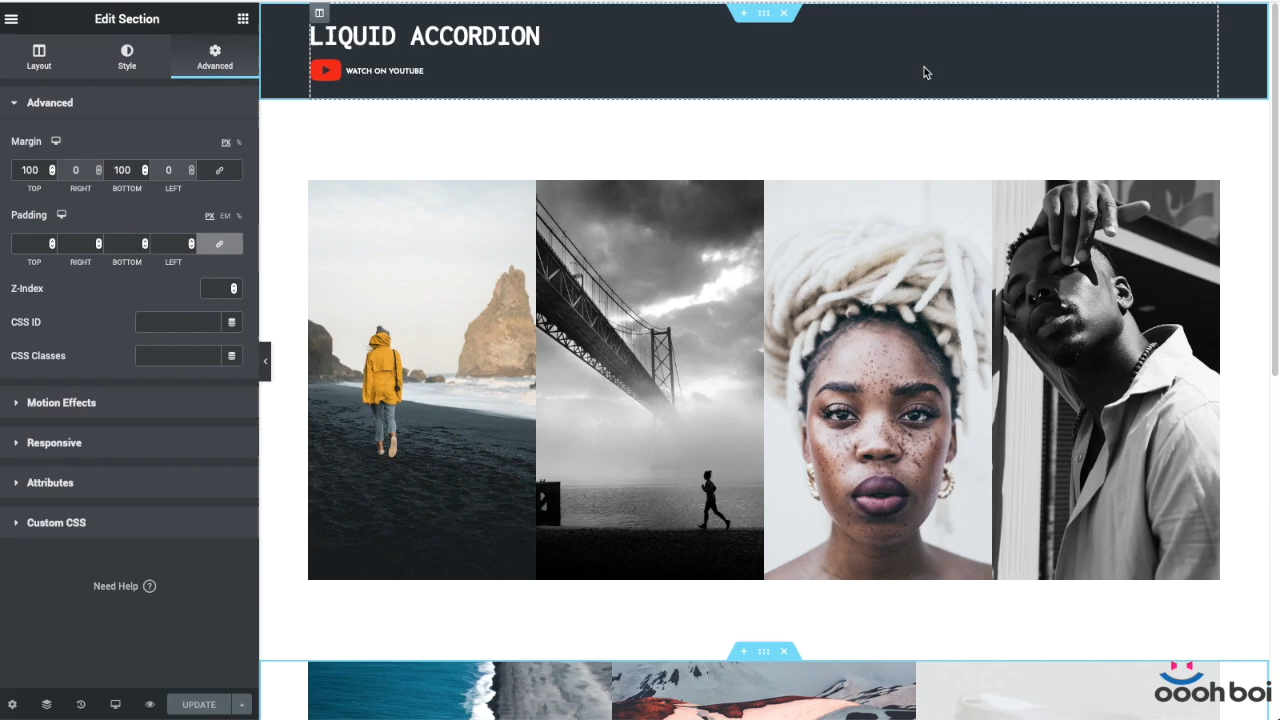 Edit Section
Layout
Style
Advanced
Advanced
Margin
PX %
100 0 100 0
TOP RIGHT BOTTOM LEFT
Padding
PX EM %
TOP RIGHT BOTTOM LEFT
Z-Index
CSS ID
CSS Classes
Motion Effects
Responsive
Attributes
Custom CSS
Need Help ?
UPDATE
LIQUID ACCORDION
WATCH ON YOUTUBE
oooh boi